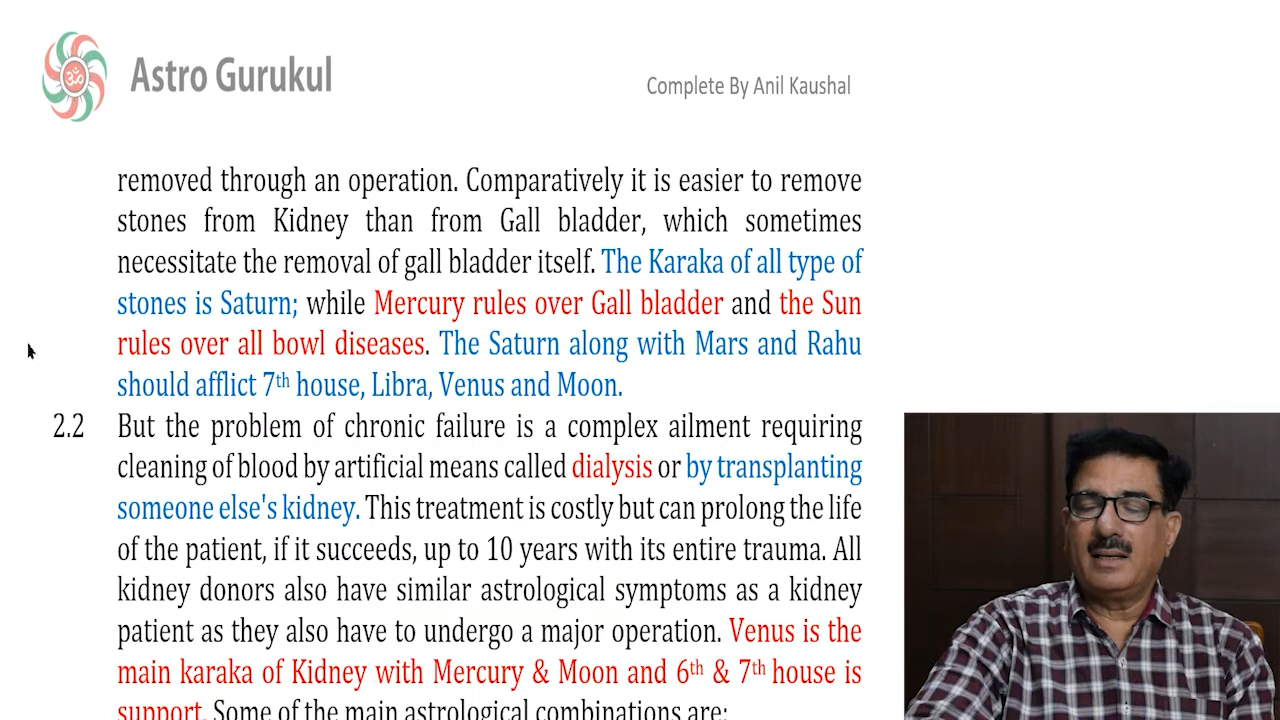 Astro Gurukul
Complete By Anil Kaushal
removed through an operation. Comparatively it is easier to remove
stones from Kidney than from Gall bladder, which sometimes
necessitate the removal of gall bladder itself. The Karaka of all type of
stones is Saturn; while Mercury rules over Gall bladder and the Sun
rules over all bowl diseases. The Saturn along with Mars and Rahu
should afflict 7th house, Libra, Venus and Moon.
2.2 But the problem of chronic failure is a complex ailment requiring
cleaning of blood by artificial means called dialysis or by transplanting
someone else's kidney. This treatment is costly but can prolong the life
of the patient, if it succeeds, up to 10 years with its entire trauma. All
kidney donors also have similar astrological symptoms as a kidney
patient as they also have to undergo a major operation. Venus is the
main karaka of Kidney with Mercury & Moon and 6th & 7th house is
support. Some of the main astrological combinations are: